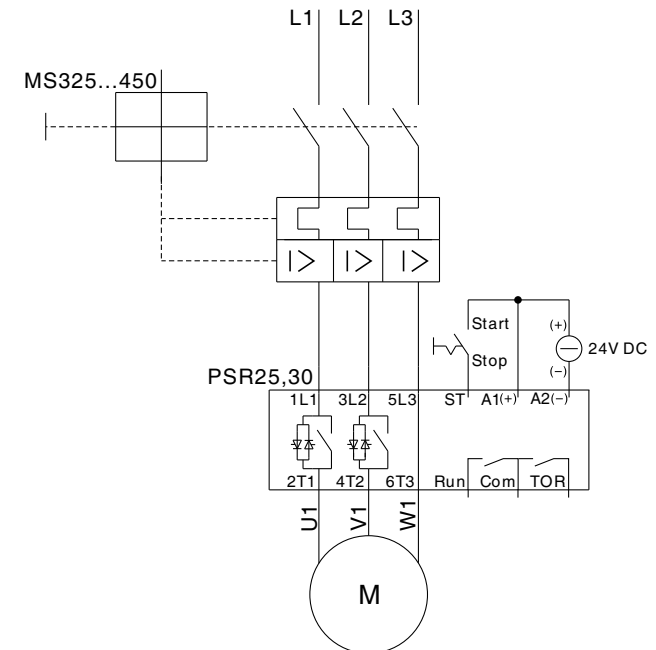 L1 L2 L3
MS325...450
I> I> I>
Start
(+)
24V DC
Stop
(-)
PSR25,30
1L1 3L2 5L3 ST A1(+) A2(-)
2T1 4T2 6T3 Run Com TOR
U1 V1 W1
M